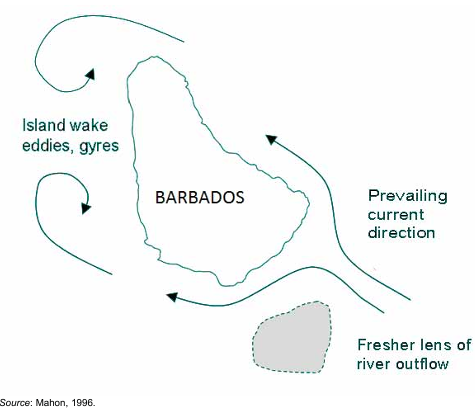 Island wake
eddies, gyres
BARBADOS
Prevailing
current
direction
Fresher lens of
river outflow
Source: Mahon, 1996.